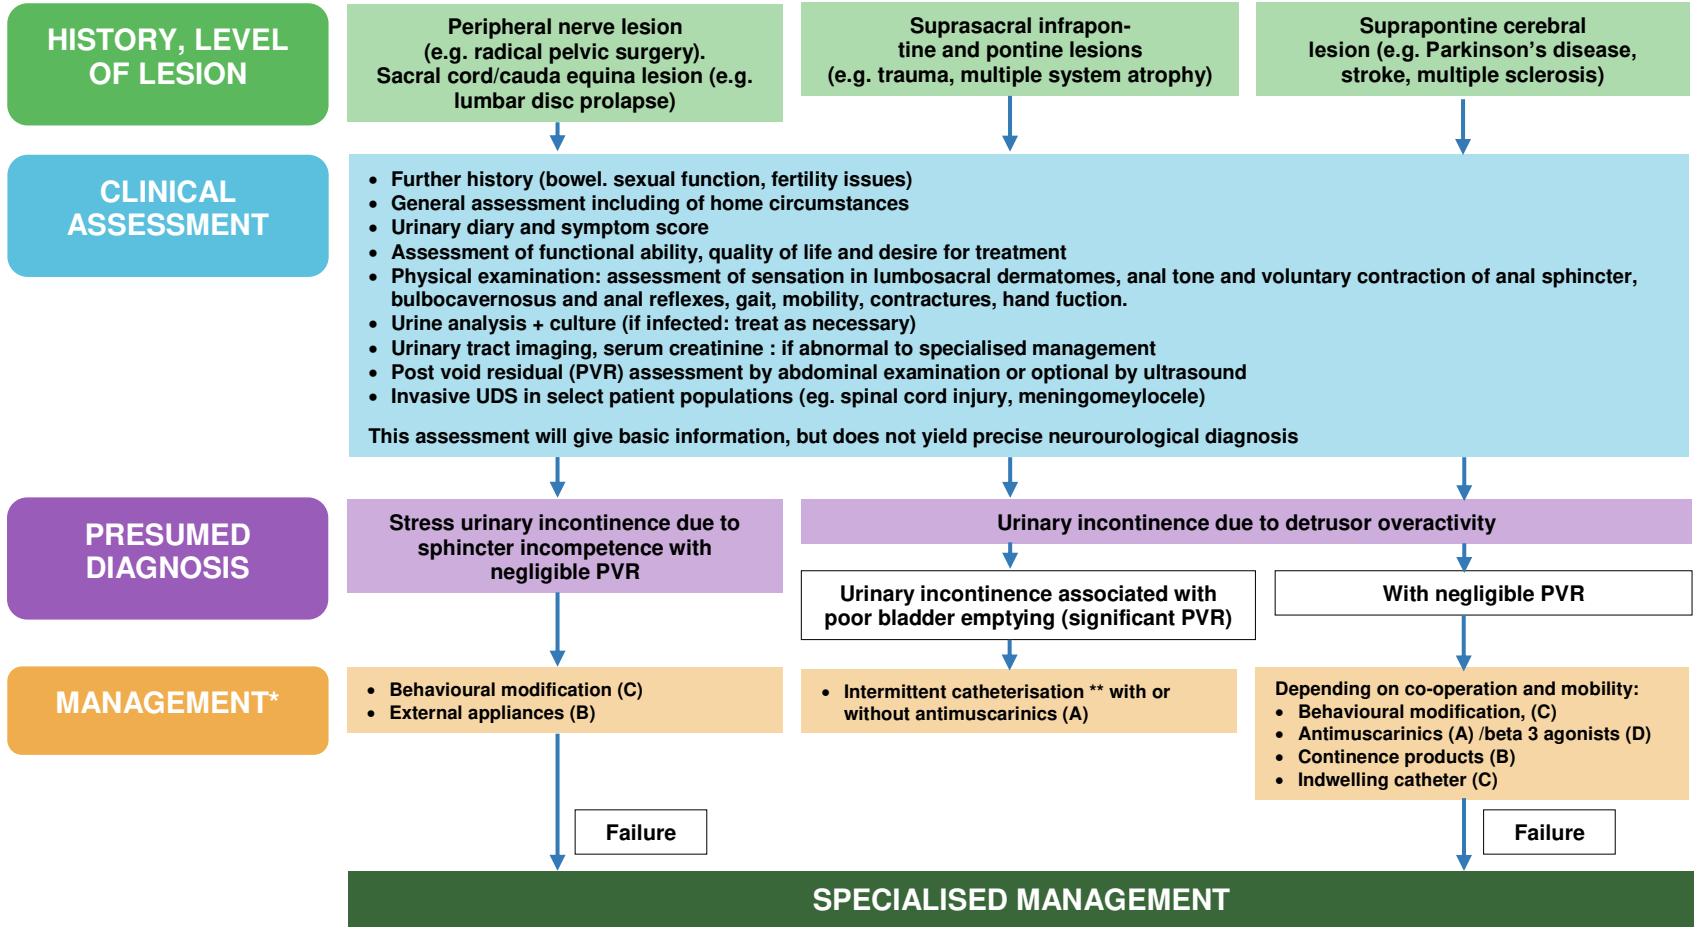 HISTORY, LEVEL
OF LESION
Peripheral nerve lesion
(e.g. radical pelvic surgery).
Sacral cord/cauda equina lesion (e.g.
lumbar disc prolapse)
Suprasacral infrapon-
tine and pontine lesions
(e.g. trauma, multiple system atrophy)
Suprapontine cerebral
lesion (e.g. Parkinson's disease,
stroke, multiple sclerosis)
CLINICAL
ASSESSMENT
• Further history (bowel. sexual function, fertility issues)
• General assessment including of home circumstances
• Urinary diary and symptom score
• Assessment of functional ability, quality of life and desire for treatment
• Physical examination: assessment of sensation in lumbosacral dermatomes, anal tone and voluntary contraction of anal sphincter,
bulbocavernosus and anal reflexes, gait, mobility, contractures, hand fuction.
• Urine analysis + culture (if infected: treat as necessary)
• Urinary tract imaging, serum creatinine : if abnormal to specialised management
• Post void residual (PVR) assessment by abdominal examination or optional by ultrasound
• Invasive UDS in select patient populations (eg. spinal cord injury, meningomeylocele)
This assessment will give basic information, but does not yield precise neurourological diagnosis
PRESUMED
DIAGNOSIS
Stress urinary incontinence due to
sphincter incompetence with
negligible PVR
Urinary incontinence due to detrusor overactivity
Urinary incontinence associated with
poor bladder emptying (significant PVR)
With negligible PVR
MANAGEMENT*
• Behavioural modification (C)
• External appliances (B)
• Intermittent catheterisation ** with or
without antimuscarinics (A)
Depending on co-operation and mobility:
• Behavioural modification, (C)
• Antimuscarinics (A) /beta 3 agonists (D)
• Continence products (B)
• Indwelling catheter (C)
Failure
Failure
SPECIALISED MANAGEMENT